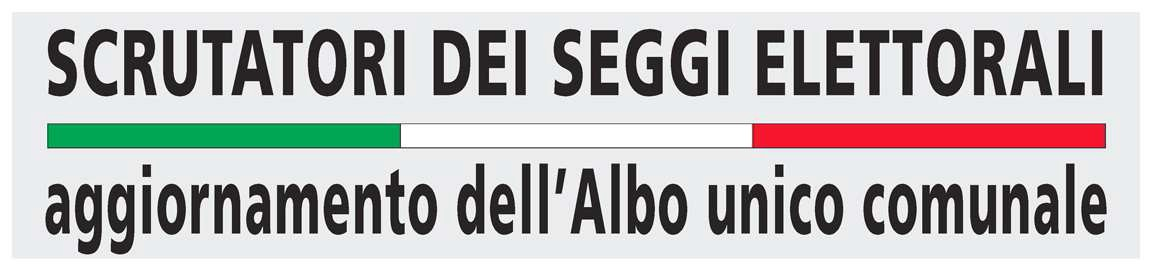 SCRUTATORI DEI SEGGI ELETTORALI
aggiornamento dell'Albo unico comunale